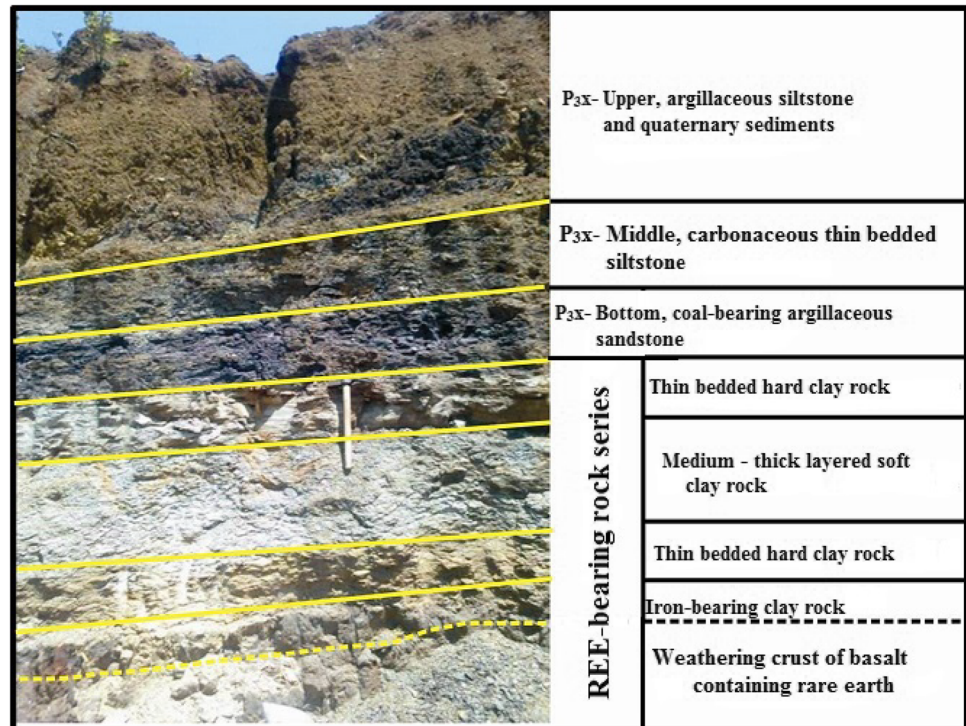 P3x- Upper, argillaceous siltstone
and quaternary sediments
P3x- Middle, carbonaceous thin bedded
siltstone
P3x- Bottom, coal-bearing argillaceous
sandstone
REE-bearing rock series
Thin bedded hard clay rock
Medium - thick layered soft
clay rock
Thin bedded hard clay rock
Iron-bearing clay rock
Weathering crust of basalt
containing rare earth